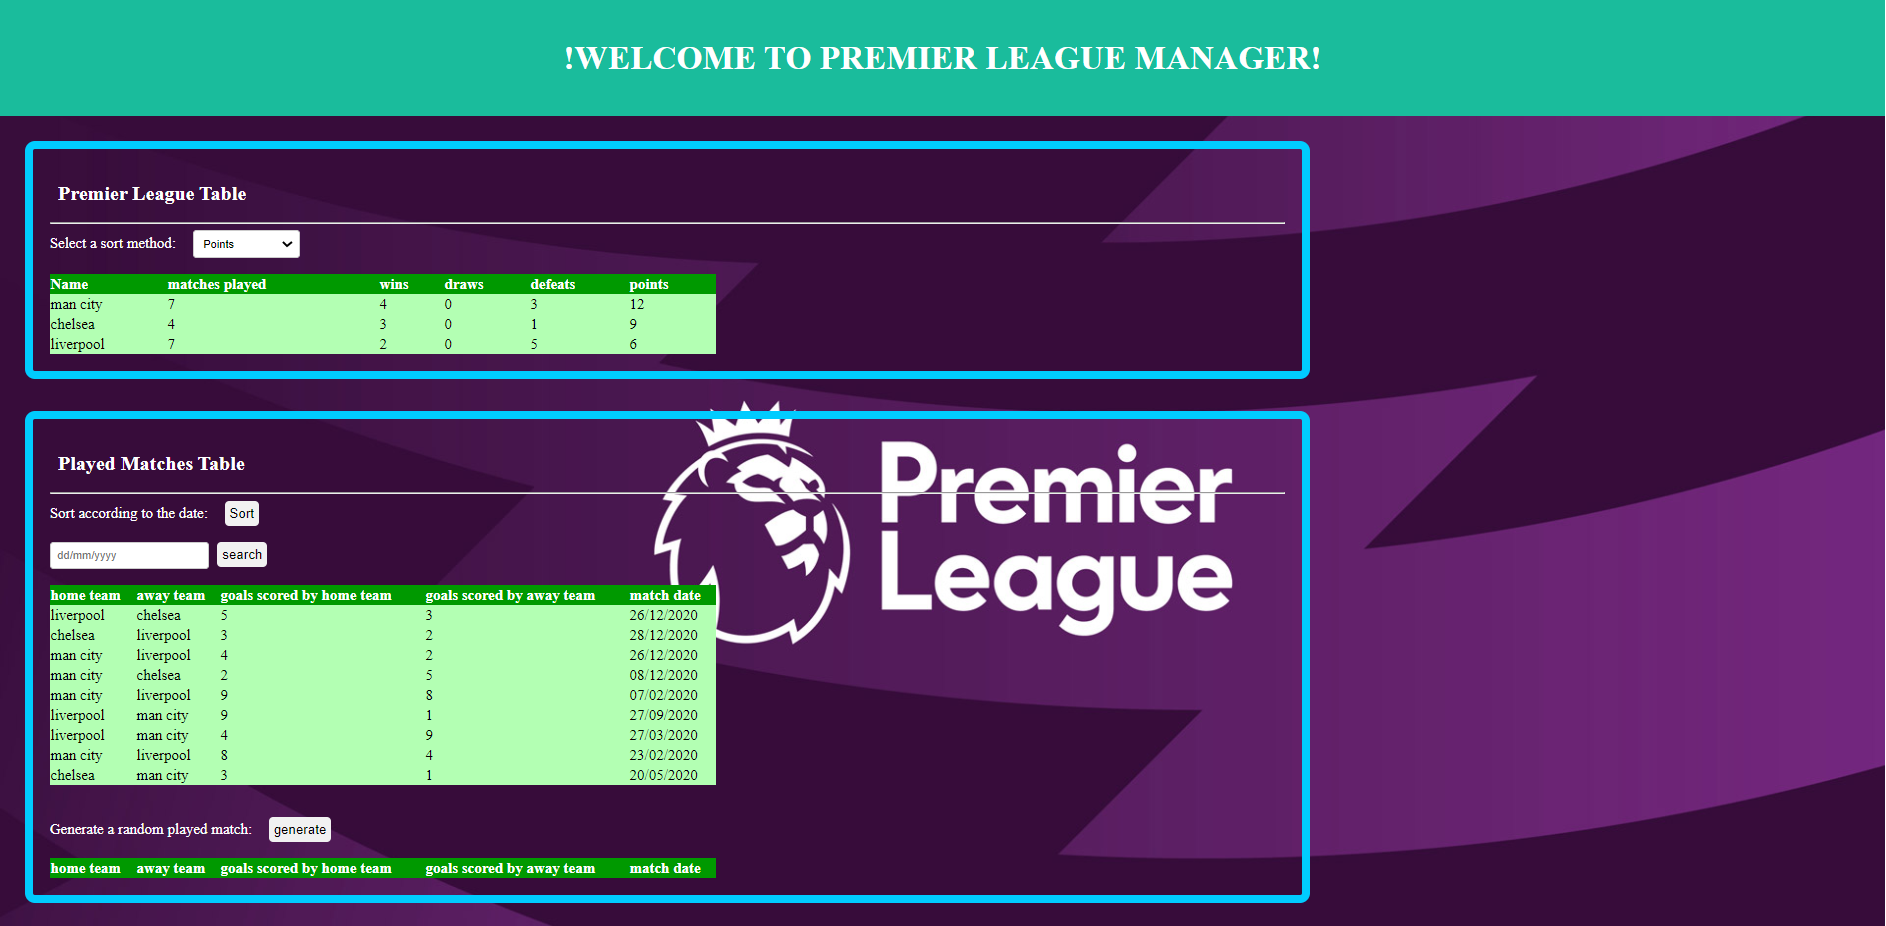 !WELCOME TO PREMIER LEAGUE MANAGER!
Premier League Table
Select a sort method: Points
Name matches played wins draws defeats points
man city 7 4 0 3 12
chelsea 4 3 0 1 9
liverpool 7 2 0 5 6
Played Matches Table
Sort according to the date: Sort
dd/mm/yyyy search
home team away team goals scored by home team goals scored by away team match date
liverpool chelsea 5 3 26/12/2020
chelsea liverpool 3 2 28/12/2020
man city liverpool 4 2 26/12/2020
man city chelsea 2 5 08/12/2020
man city liverpool 9 8 07/02/2020
liverpool man city 9 1 27/09/2020
liverpool man city 4 9 27/03/2020
man city liverpool 8 4 23/02/2020
chelsea man city 3 1 20/05/2020
Generate a random played match: generate
home team away team goals scored by home team goals scored by away team match date
Premier
League